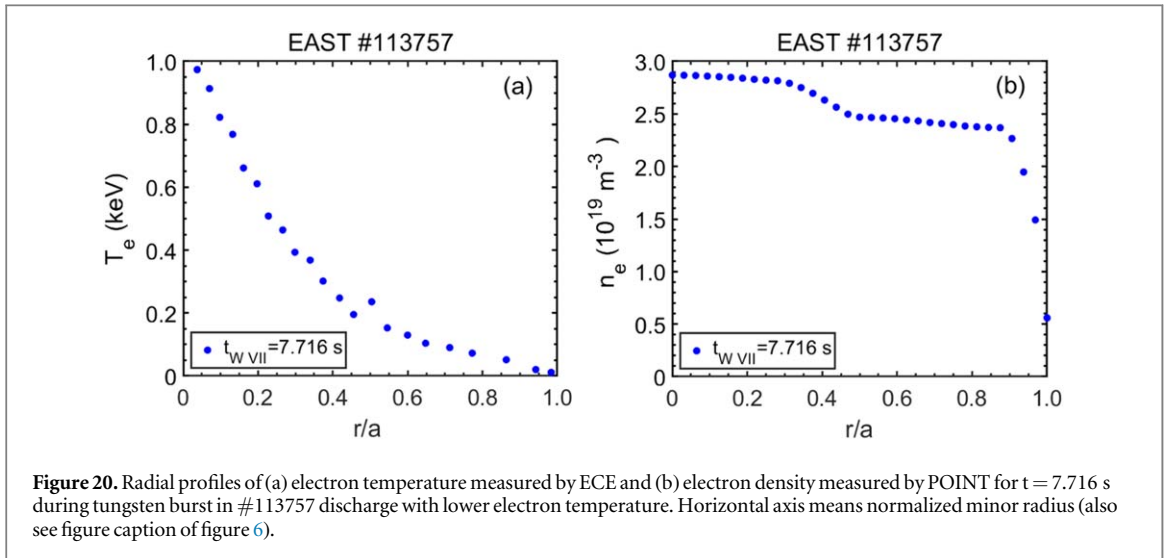 EAST #113757
(a)
T_e (keV)
1.0
0.8
0.6
0.4
0.2
0
t_W VII=7.716 s
0 0.2 0.4 0.6 0.8 1.0
r/a
EAST #113757
(b)
n_e (10^19 m^-3)
3.0
2.5
2.0
1.5
1.0
0.5
0
t_W VII=7.716 s
0 0.2 0.4 0.6 0.8 1.0
r/a
Figure 20. Radial profiles of (a) electron temperature measured by ECE and (b) electron density measured by POINT for t = 7.716 s
during tungsten burst in #113757 discharge with lower electron temperature. Horizontal axis means normalized minor radius (also
see figure caption of figure 6).